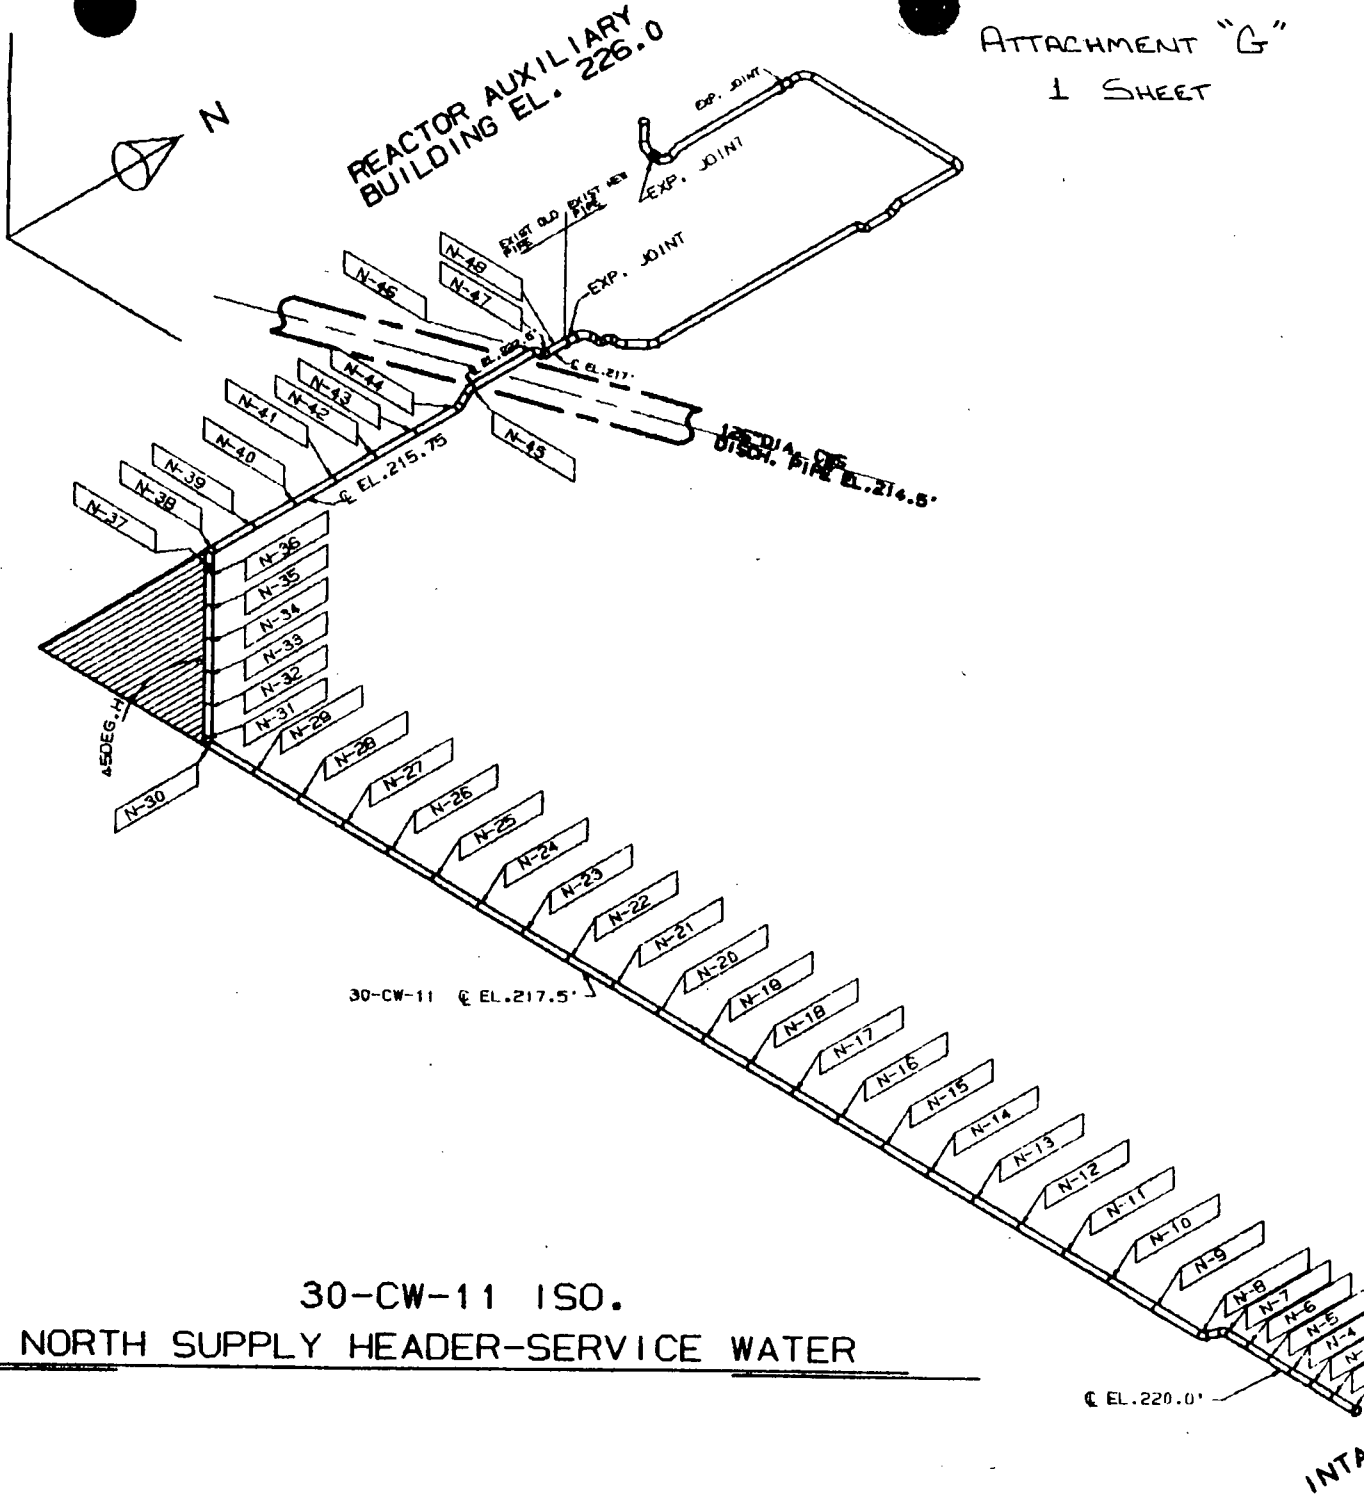 ATTACHMENT "G"
1 SHEET
N
REACTOR AUXILIARY
BUILDING EL. 226.0
EXP. JOINT
EXP. JOINT
EXIST OLD
PIPE
EXIST NEW
PIPE
EXP. JOINT
N-48
N-47
N-46
EL.222.5'
℄ EL.217'
N-45
N-44
N-43
N-42
N-41
N-40
N-39
N-38
N-37
℄ EL.215.75
DISCH. PIPE EL.214.5'
N-36
N-35
N-34
N-33
N-32
N-31
N-30
45DEG.H
N-29
N-28
N-27
N-26
N-25
N-24
N-23
N-22
N-21
N-20
N-19
N-18
N-17
N-16
N-15
N-14
N-13
N-12
N-11
N-10
N-9
N-8
N-7
N-6
N-5
N-4
N-
30-CW-11 ℄ EL.217.5'
℄ EL.220.0'
INTA
30-CW-11 ISO.
NORTH SUPPLY HEADER-SERVICE WATER